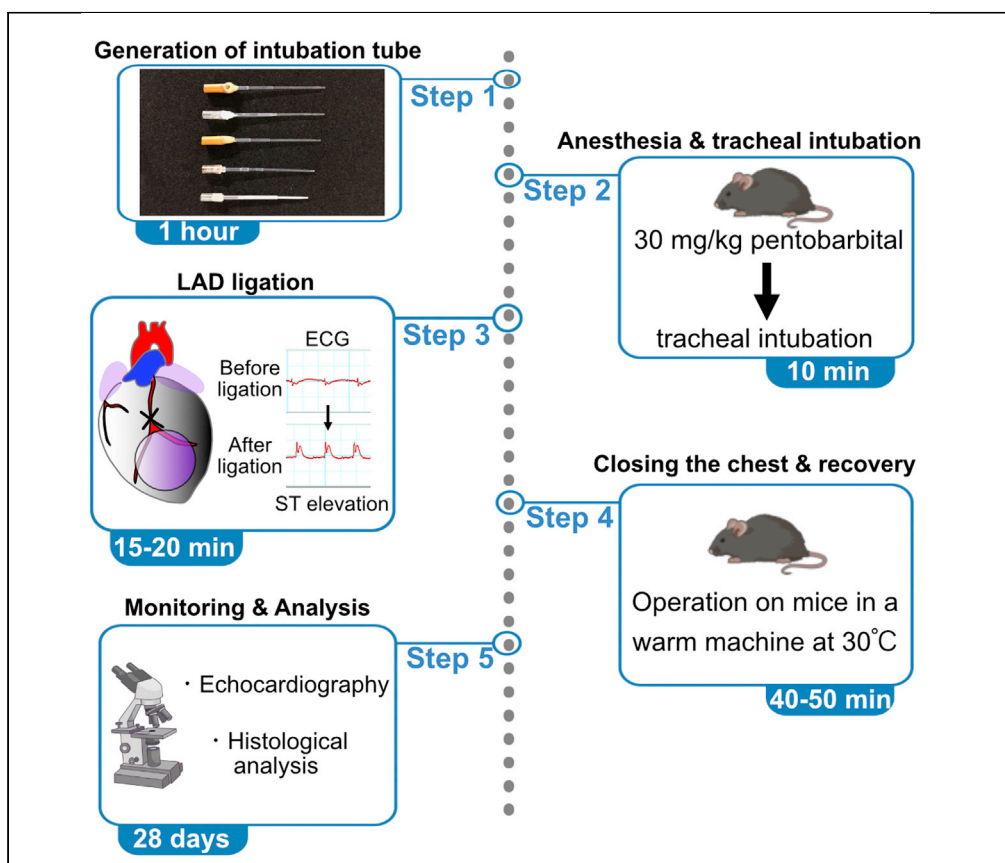 Generation of intubation tube
Step 1
1 hour
Anesthesia & tracheal intubation
Step 2
30 mg/kg pentobarbital
tracheal intubation
10 min
LAD ligation
Step 3
ECG
Before
ligation
After
ligation
ST elevation
15-20 min
Closing the chest & recovery
Step 4
Operation on mice in a
warm machine at 30℃
40-50 min
Monitoring & Analysis
Step 5
· Echocardiography
· Histological
analysis
28 days